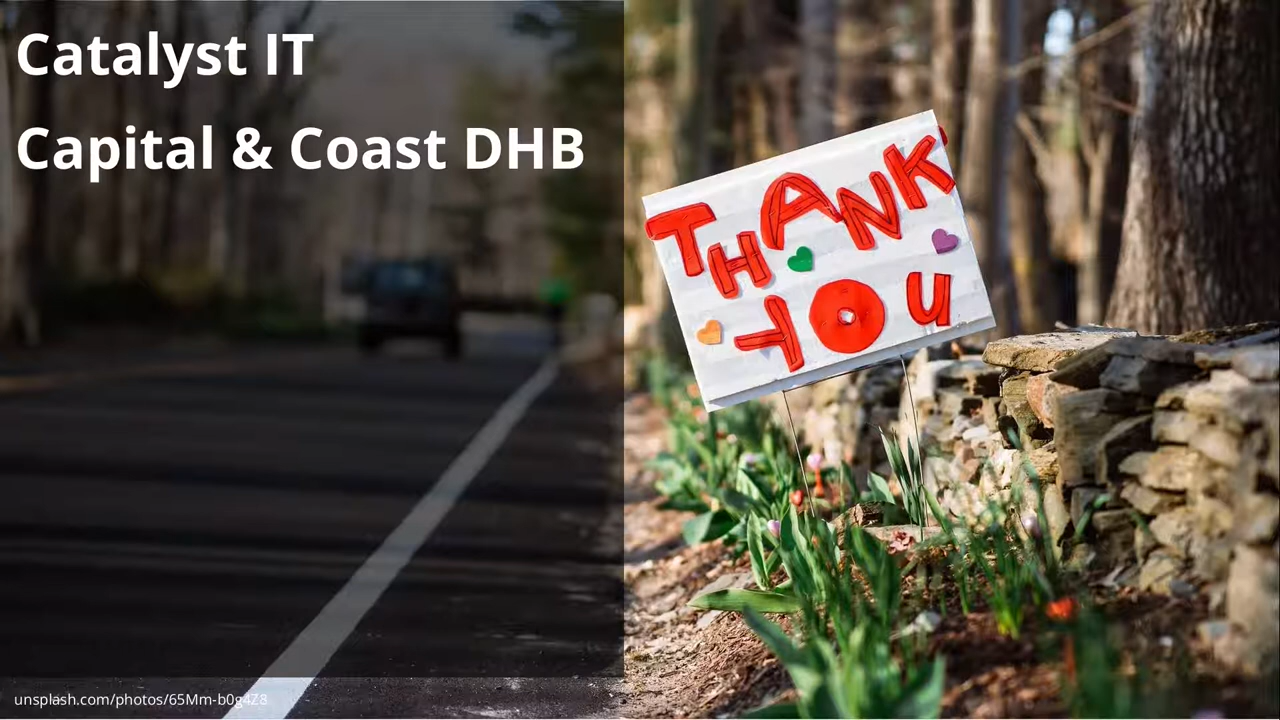 Catalyst IT
Capital & Coast DHB
THANK
YOU
unsplash.com/photos/65Mm-b0g4Z8